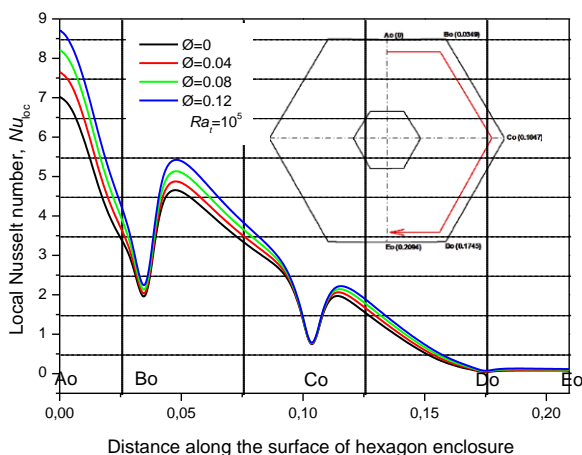 9
8
7
6
5
4
3
2
1
0
Local Nusselt number, Nuloc
Ø=0
Ø=0.04
Ø=0.08
Ø=0.12
Raₜ=10⁵
Ao (0)
Bo (0.0349)
Co (0.1047)
Eo (0.2094)
Do (0.1745)
Ao
Bo
Co
Do
Eo
0,00
0,05
0,10
0,15
0,20
Distance along the surface of hexagon enclosure